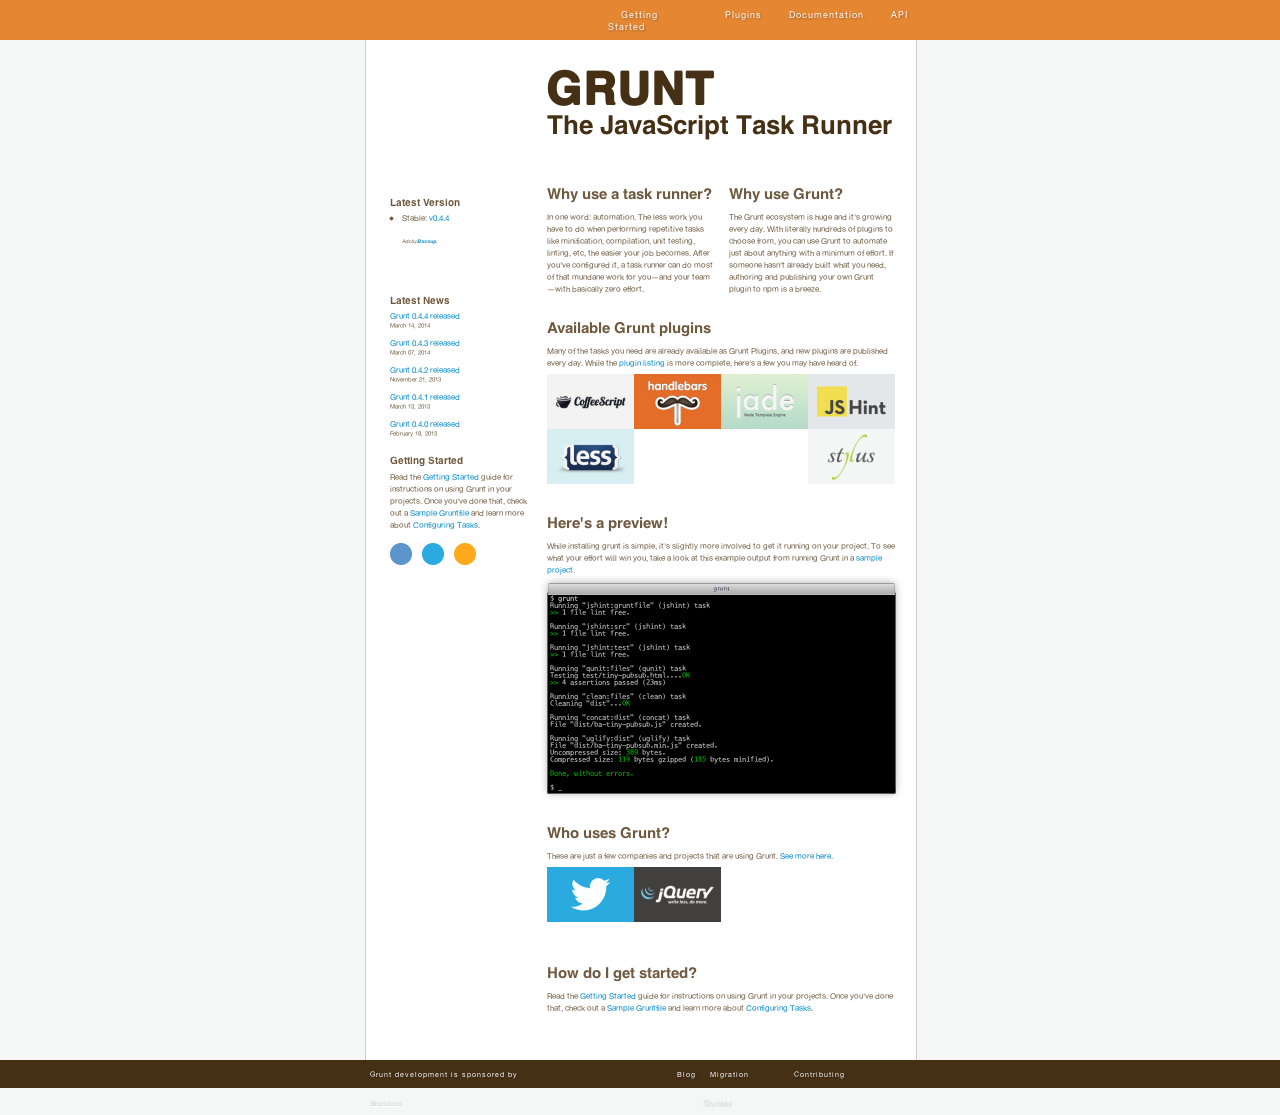 Getting Started
Plugins
Documentation
API
GRUNT
The JavaScript Task Runner
Latest Version
Stable: v0.4.4
Ads by Bocoup.
Latest News
Grunt 0.4.4 released
March 14, 2014
Grunt 0.4.3 released
March 07, 2014
Grunt 0.4.2 released
November 21, 2013
Grunt 0.4.1 released
March 13, 2013
Grunt 0.4.0 released
February 18, 2013
Getting Started
Read the Getting Started guide for
instructions on using Grunt in your
projects. Once you've done that, check
out a Sample Gruntfile and learn more
about Configuring Tasks.
Why use a task runner?
In one word: automation. The less work you
have to do when performing repetitive tasks
like minification, compilation, unit testing,
linting, etc, the easier your job becomes. After
you've configured it, a task runner can do most
of that mundane work for you—and your team
—with basically zero effort.
Why use Grunt?
The Grunt ecosystem is huge and it's growing
every day. With literally hundreds of plugins to
choose from, you can use Grunt to automate
just about anything with a minimum of effort. If
someone hasn't already built what you need,
authoring and publishing your own Grunt
plugin to npm is a breeze.
Available Grunt plugins
Many of the tasks you need are already available as Grunt Plugins, and new plugins are published
every day. While the plugin listing is more complete, here's a few you may have heard of.
CoffeeScript
handlebars
jade
Node Template Engine
JS Hint
{less}
stylus
Here's a preview!
While installing grunt is simple, it's slightly more involved to get it running on your project. To see
what your effort will win you, take a look at this example output from running Grunt in a sample
project.
grunt
$ grunt
Running "jshint:gruntfile" (jshint) task
>> 1 file lint free.
Running "jshint:src" (jshint) task
>> 1 file lint free.
Running "jshint:test" (jshint) task
>> 1 file lint free.
Running "qunit:files" (qunit) task
Testing test/tiny-pubsub.html....OK
>> 4 assertions passed (23ms)
Running "clean:files" (clean) task
Cleaning "dist"...OK
Running "concat:dist" (concat) task
File "dist/ba-tiny-pubsub.js" created.
Running "uglify:dist" (uglify) task
File "dist/ba-tiny-pubsub.min.js" created.
Uncompressed size: 389 bytes.
Compressed size: 119 bytes gzipped (185 bytes minified).
Done, without errors.
$ _
Who uses Grunt?
These are just a few companies and projects that are using Grunt. See more here.
jQuery
write less, do more.
How do I get started?
Read the Getting Started guide for instructions on using Grunt in your projects. Once you've done
that, check out a Sample Gruntfile and learn more about Configuring Tasks.
Grunt development is sponsored by
Blog
Migration
Contributing
Bocoup
Guides